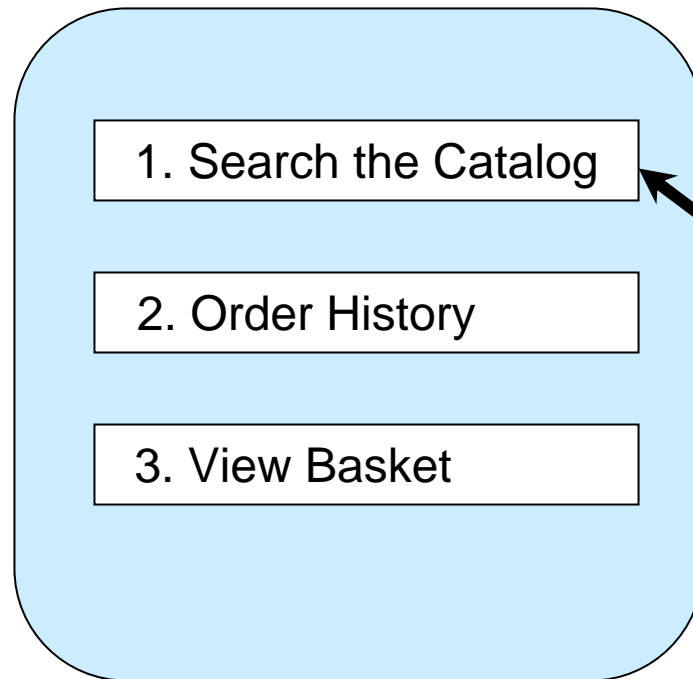 1. Search the Catalog
2. Order History
3. View Basket